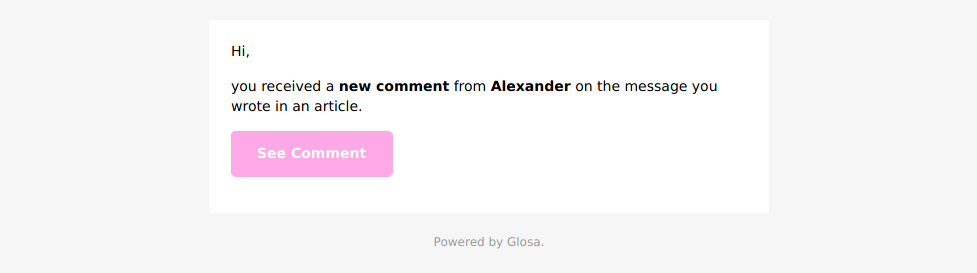 Hi,
you received a new comment from Alexander on the message you
wrote in an article.
See Comment
Powered by Glosa.